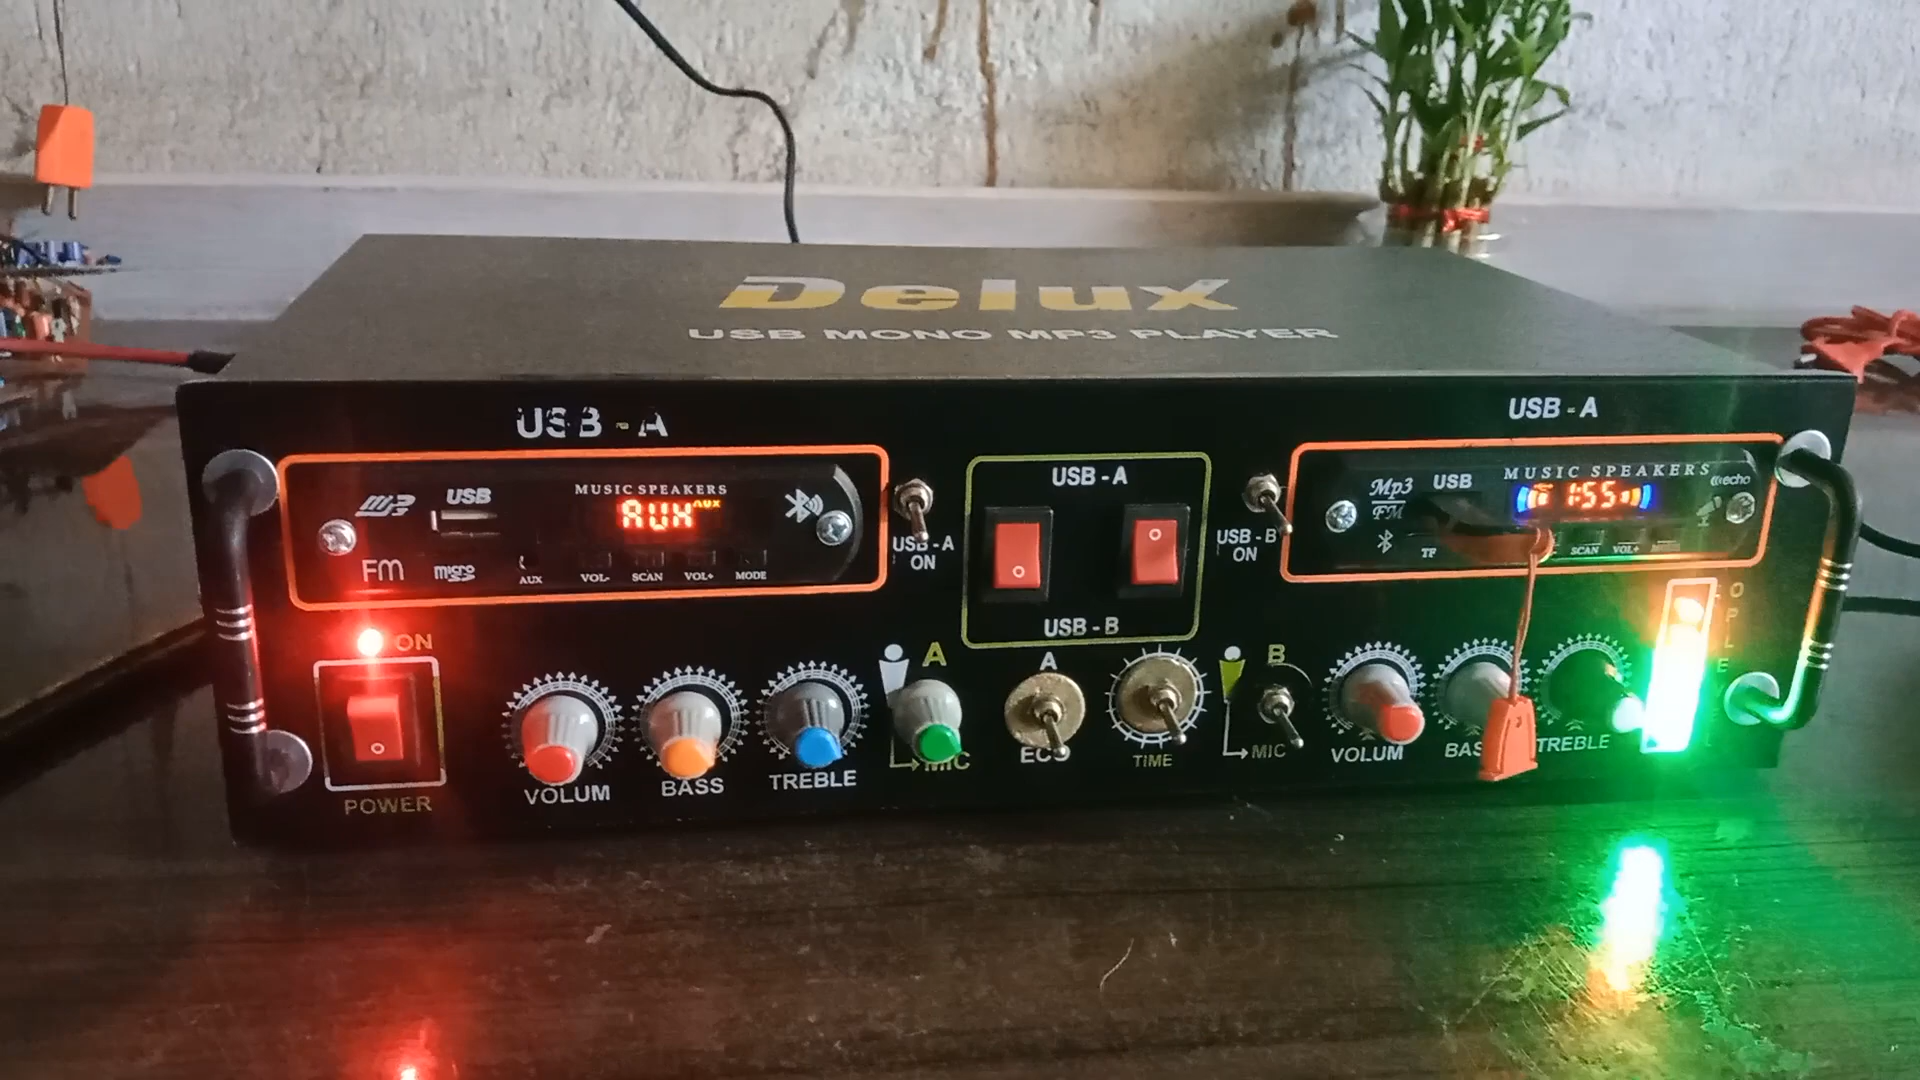 Delux
USB MONO MP3 PLAYER
USB - A
USB - A
MP3
USB
MUSIC SPEAKERS
AUX
AUX
FM
micro
AUX
VOL-
SCAN
VOL+
MODE
USB - A
ON
USB - A
USB - B
USB - B
ON
Mp3
FM
USB
MUSIC SPEAKERS
echo
1:55
TF
SCAN
VOL+
ON
POWER
VOLUM
BASS
TREBLE
A
MIC
A
TIME
B
MIC
VOLUM
TREBLE